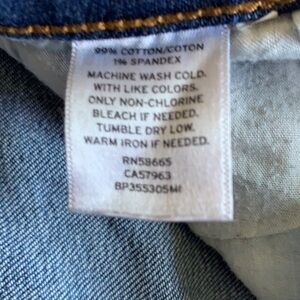 99% COTTON/COTON
1% SPANDEX
MACHINE WASH COLD.
WITH LIKE COLORS.
ONLY NON-CHLORINE
BLEACH IF NEEDED.
TUMBLE DRY LOW.
WARM IRON IF NEEDED.
RN58665
CA57963
BP355305MI